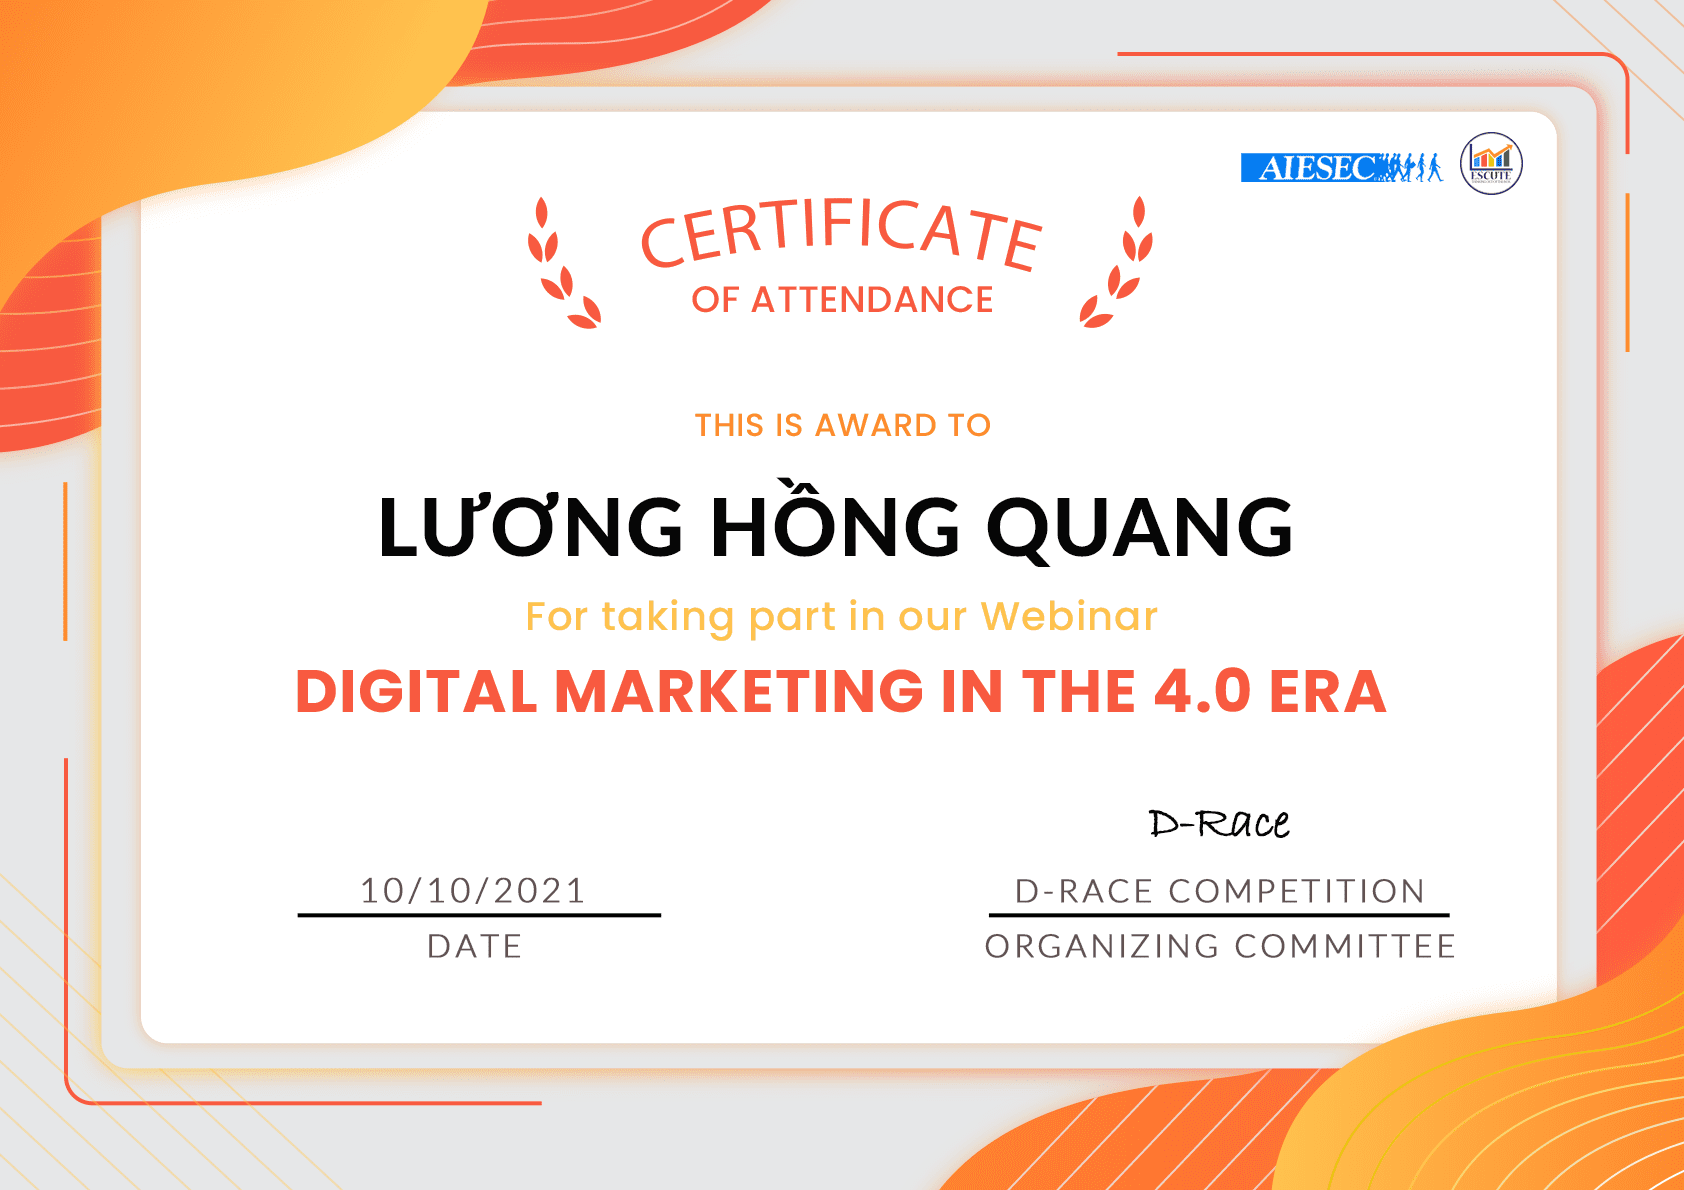 AIESEC
ESCUTE
CERTIFICATE
OF ATTENDANCE
THIS IS AWARD TO
LƯƠNG HỒNG QUANG
For taking part in our Webinar
DIGITAL MARKETING IN THE 4.0 ERA
D-Race
10/10/2021
D-RACE COMPETITION
DATE
ORGANIZING COMMITTEE